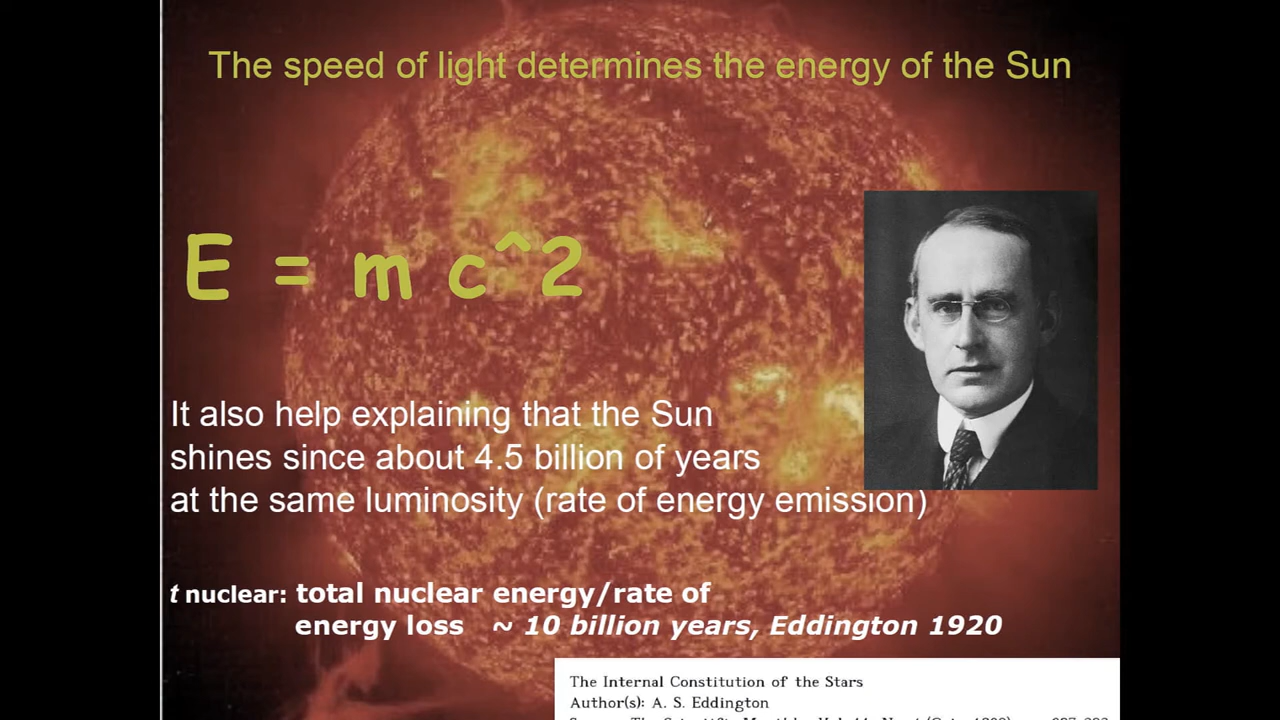 The speed of light determines the energy of the Sun
E = m c^2
It also help explaining that the Sun
shines since about 4.5 billion of years
at the same luminosity (rate of energy emission)
t nuclear: total nuclear energy/rate of
energy loss ~ 10 billion years, Eddington 1920
The Internal Constitution of the Stars
Author(s): A. S. Eddington